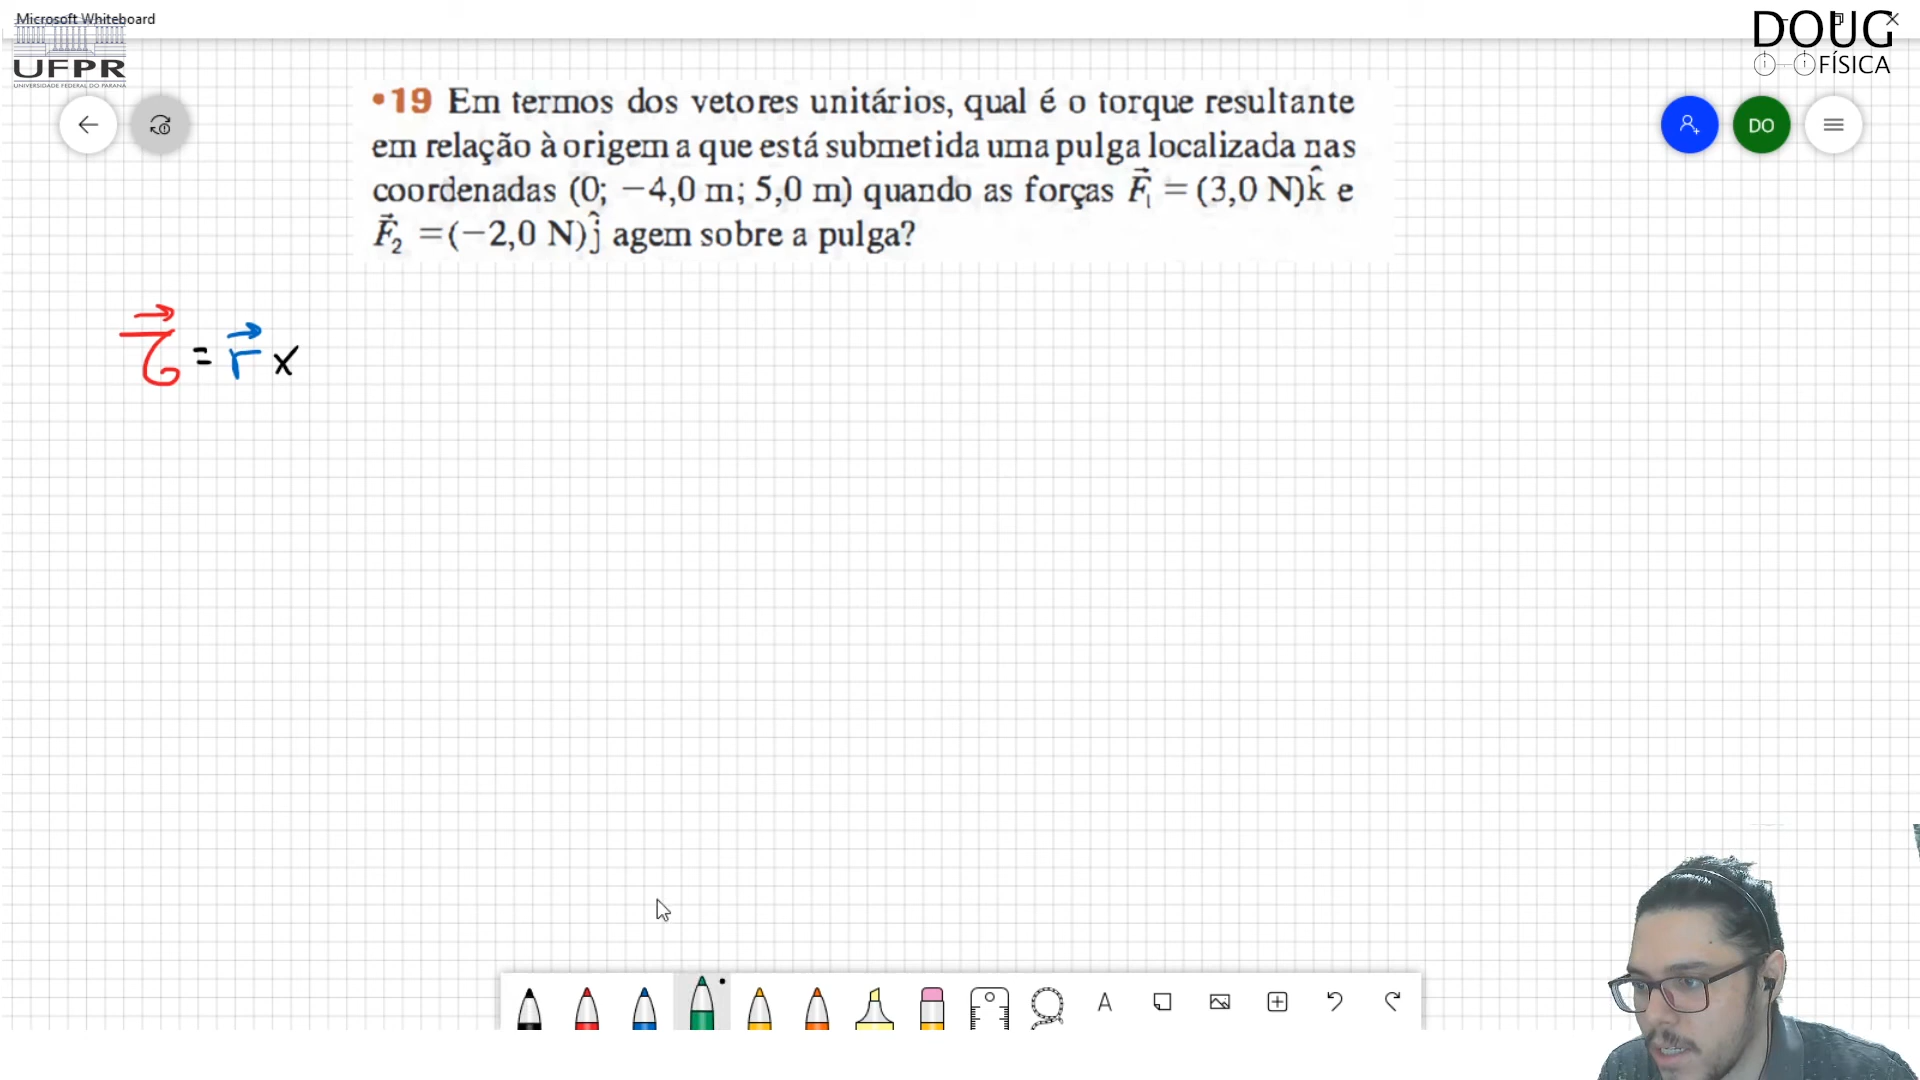 Microsoft Whiteboard
UFPR
UNIVERSIDADE FEDERAL DO PARANÁ
DOUG
FÍSICA
DO
•19 Em termos dos vetores unitários, qual é o torque resultante
em relação à origem a que está submetida uma pulga localizada nas
coordenadas (0; −4,0 m; 5,0 m) quando as forças F⃗₁ = (3,0 N)k̂ e
F⃗₂ = (−2,0 N)ĵ agem sobre a pulga?
τ⃗ = r⃗ x
A